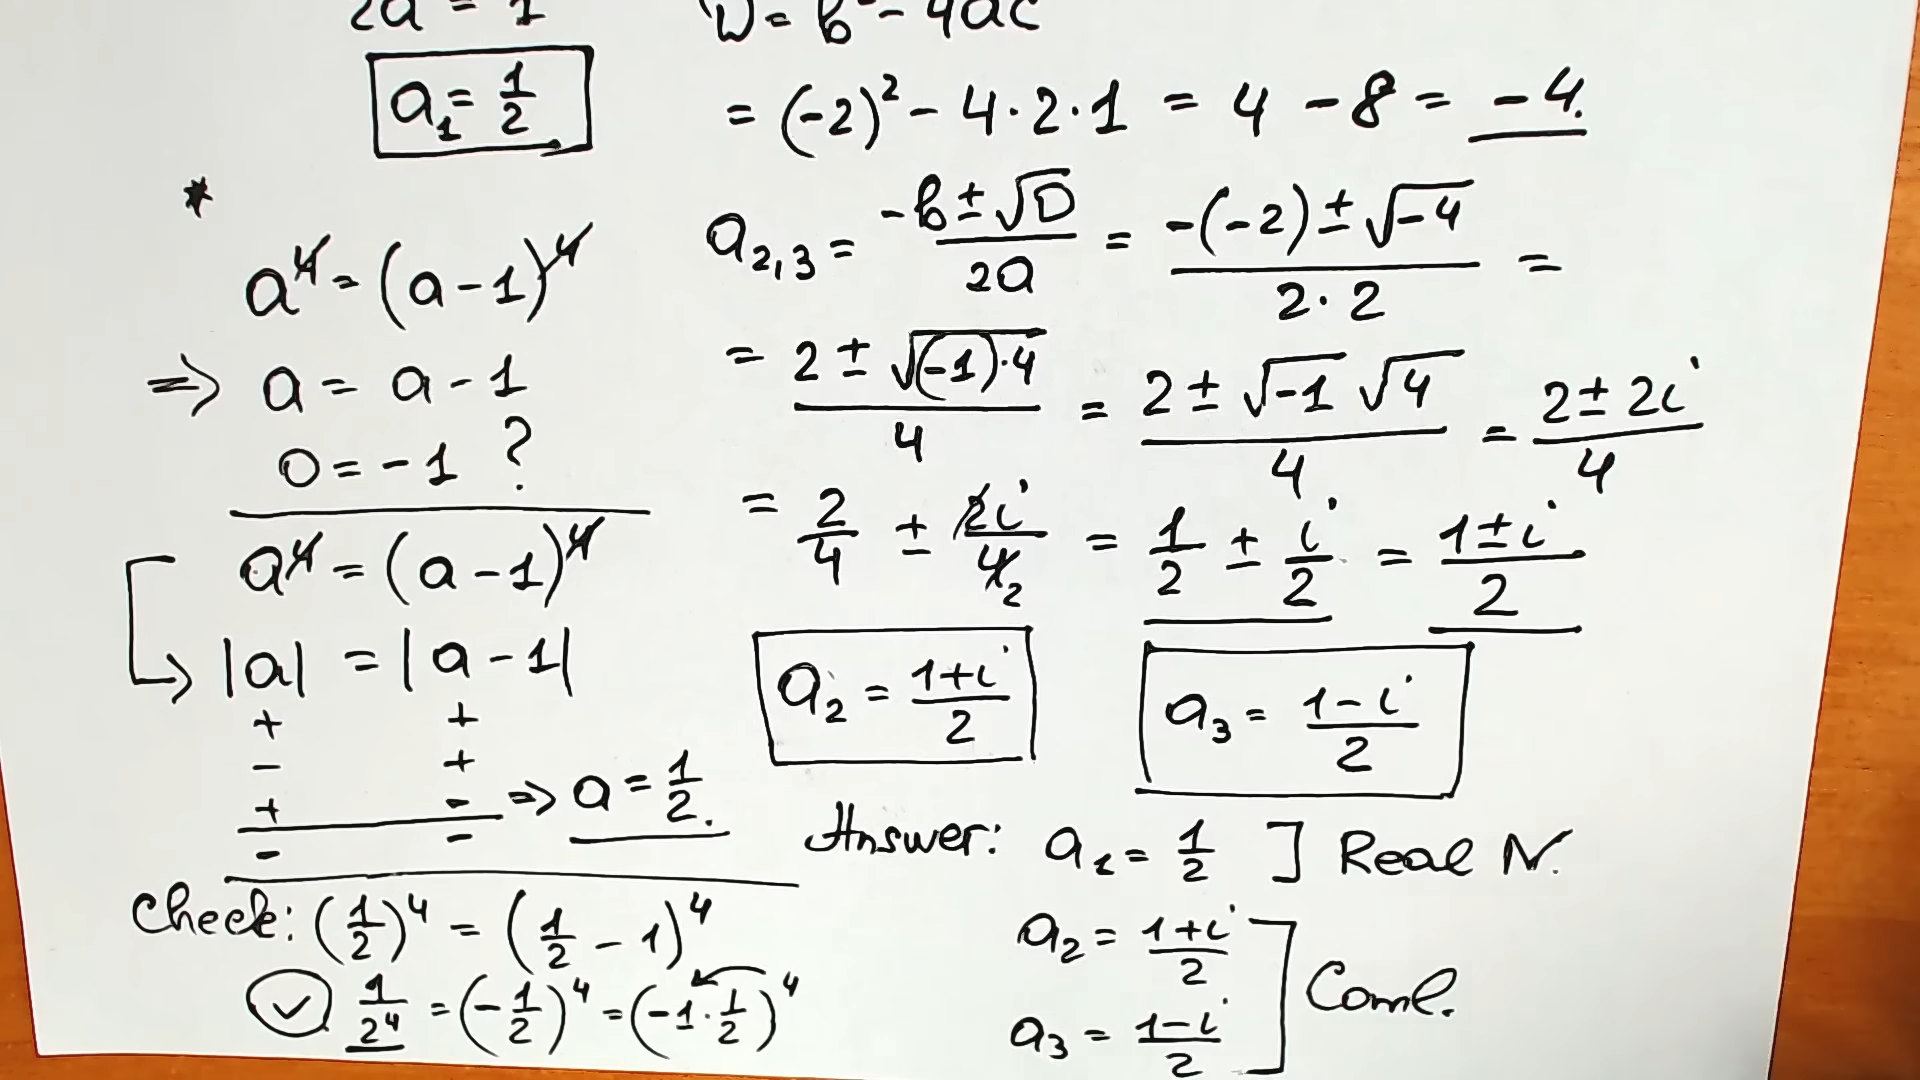 2a = 1
a₁ = 1/2
*
a⁴ = (a-1)⁴
=> a = a - 1
0 = -1 ?
a⁴ = (a-1)⁴
|a| = |a-1|
+ +
- +
+ - => a = 1/2.
- -
Check: (1/2)⁴ = (1/2 - 1)⁴
✓ 1/2⁴ = (-1/2)⁴ = (-1·1/2)⁴
D = b² - 4ac
= (-2)² - 4·2·1 = 4 - 8 = -4.
a₂,₃ = (-b ± √D)/2a = (-(-2) ± √-4)/(2·2) =
= (2 ± √((-1)·4))/4 = (2 ± √-1 √4)/4 = (2 ± 2i)/4
= 2/4 ± 2i/4 2 = 1/2 ± i/2 = (1 ± i)/2
a₂ = (1+i)/2 a₃ = (1-i)/2
Answer: a₁ = 1/2 ] Real N.
a₂ = (1+i)/2
a₃ = (1-i)/2 ] Coml.